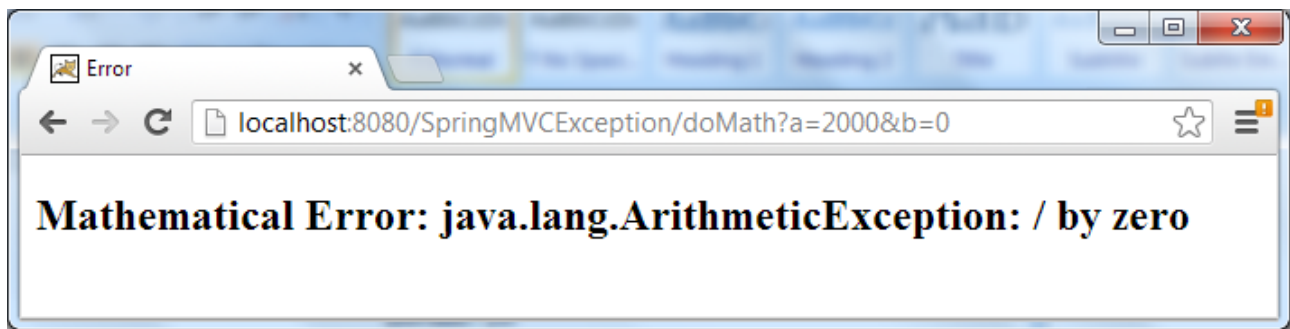 Error
localhost:8080/SpringMVCException/doMath?a=2000&b=0
Mathematical Error: java.lang.ArithmeticException: / by zero